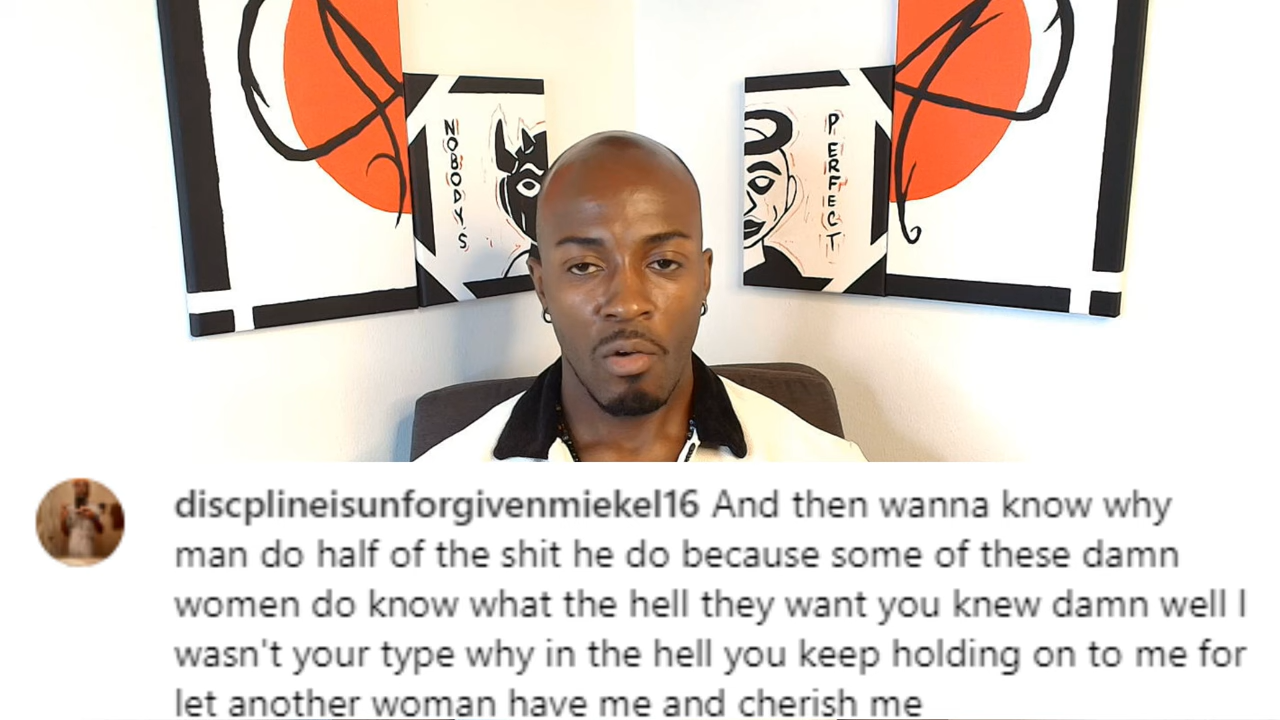 NOBODY'S
PERFECT
discplineisunforgivenmiekel16 And then wanna know why
man do half of the shit he do because some of these damn
women do know what the hell they want you knew damn well I
wasn't your type why in the hell you keep holding on to me for
let another woman have me and cherish me